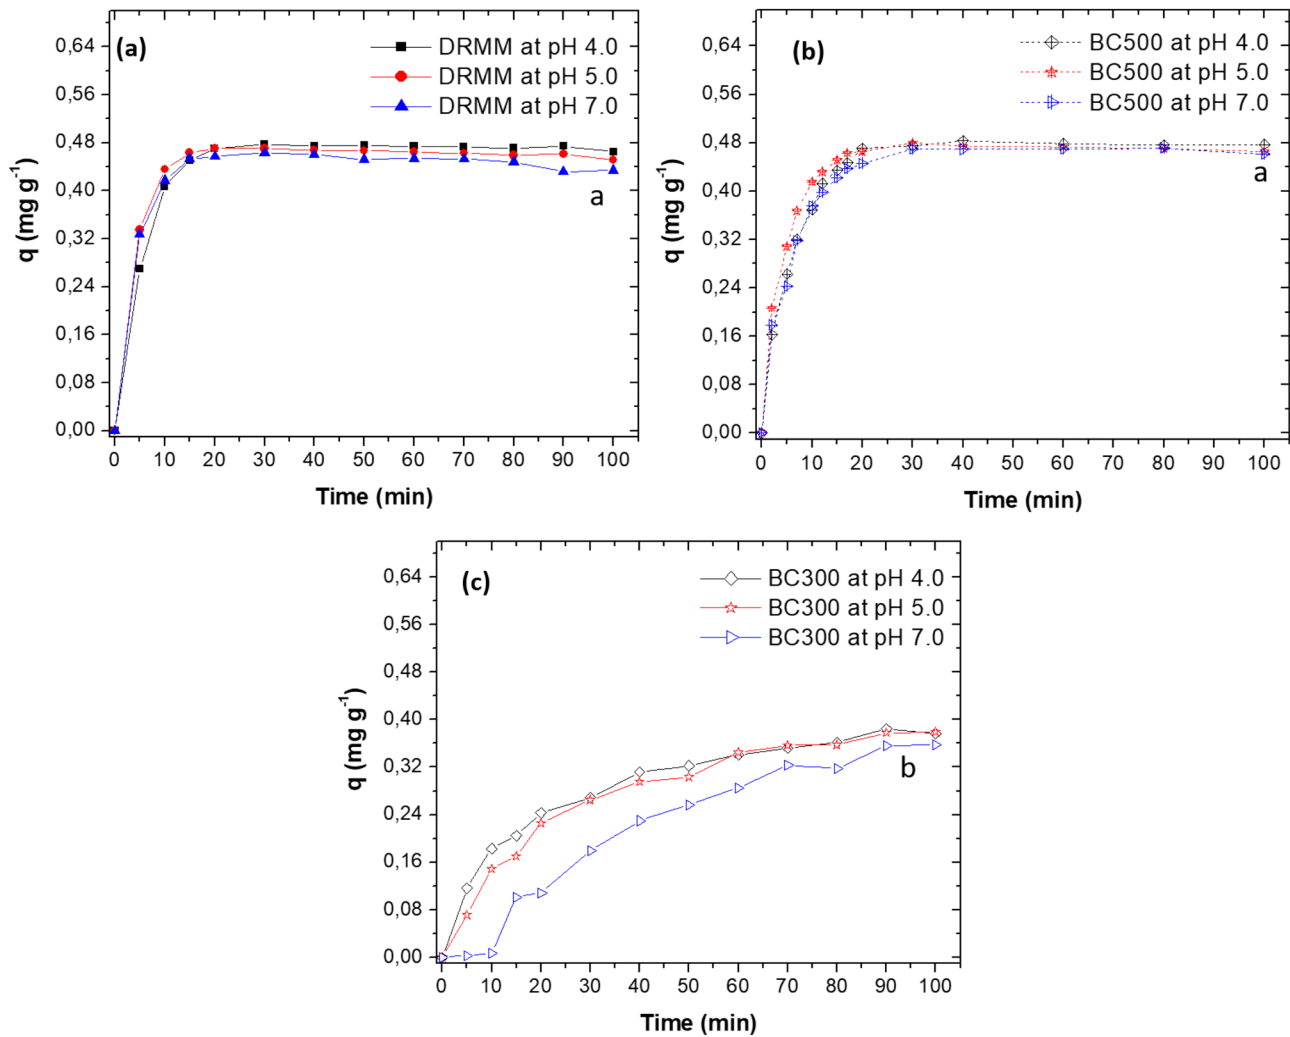 (a)
DRMM at pH 4.0
DRMM at pH 5.0
DRMM at pH 7.0
0,64
0,56
0,48
0,40
0,32
0,24
0,16
0,08
0,00
q (mg g⁻¹)
a
0 10 20 30 40 50 60 70 80 90 100
Time (min)
(b)
BC500 at pH 4.0
BC500 at pH 5.0
BC500 at pH 7.0
0,64
0,56
0,48
0,40
0,32
0,24
0,16
0,08
0,00
q (mg g⁻¹)
a
0 10 20 30 40 50 60 70 80 90 100
Time (min)
(c)
BC300 at pH 4.0
BC300 at pH 5.0
BC300 at pH 7.0
0,64
0,56
0,48
0,40
0,32
0,24
0,16
0,08
0,00
q (mg g⁻¹)
b
0 10 20 30 40 50 60 70 80 90 100
Time (min)